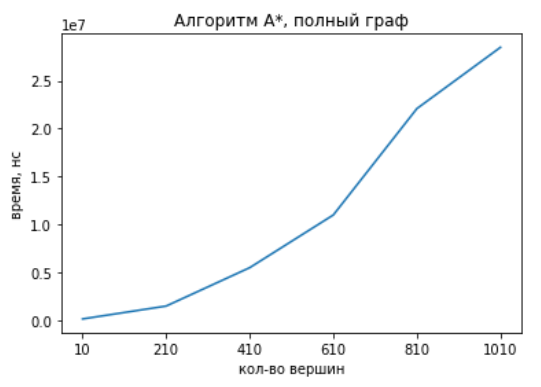 Алгоритм А*, полный граф
1e7
2.5
2.0
1.5
1.0
0.5
0.0
время, нс
10 210 410 610 810 1010
кол-во вершин